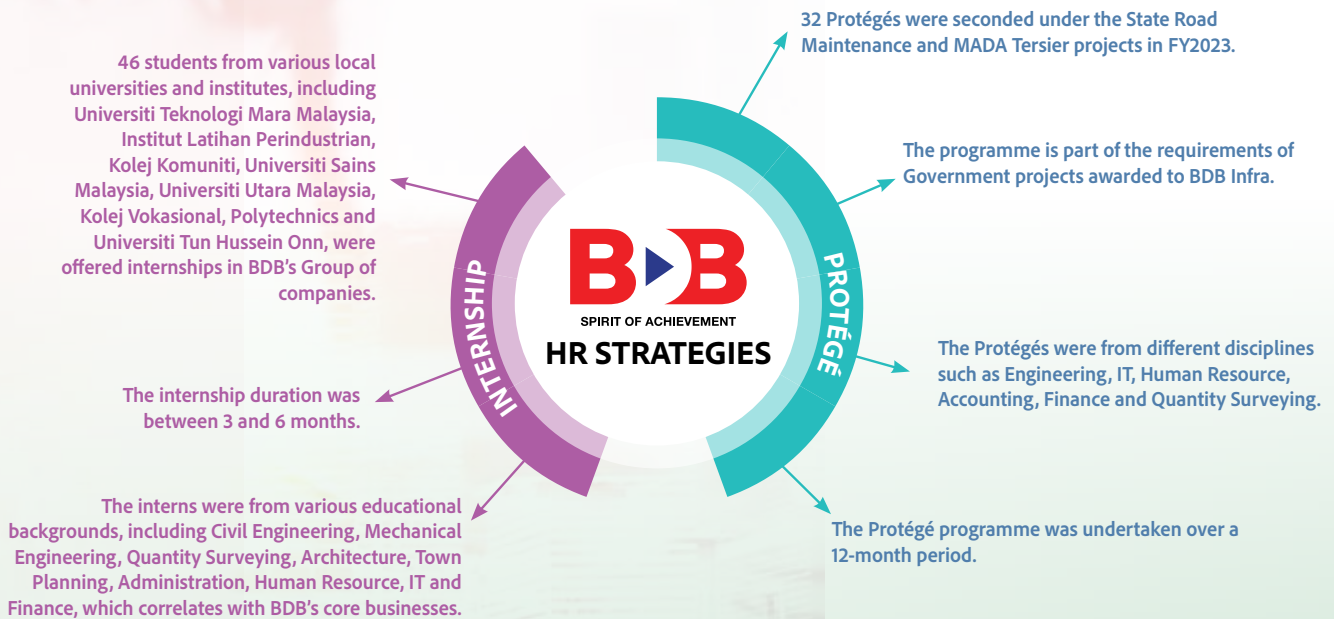 46 students from various local
universities and institutes, including
Universiti Teknologi Mara Malaysia,
Institut Latihan Perindustrian,
Kolej Komuniti, Universiti Sains
Malaysia, Universiti Utara Malaysia,
Kolej Vokasional, Polytechnics and
Universiti Tun Hussein Onn, were
offered internships in BDB’s Group of
companies.
The internship duration was
between 3 and 6 months.
The interns were from various educational
backgrounds, including Civil Engineering, Mechanical
Engineering, Quantity Surveying, Architecture, Town
Planning, Administration, Human Resource, IT and
Finance, which correlates with BDB’s core businesses.
INTERNSHIP
BDB
SPIRIT OF ACHIEVEMENT
HR STRATEGIES
PROTÉGÉ
32 Protégés were seconded under the State Road
Maintenance and MADA Tersier projects in FY2023.
The programme is part of the requirements of
Government projects awarded to BDB Infra.
The Protégés were from different disciplines
such as Engineering, IT, Human Resource,
Accounting, Finance and Quantity Surveying.
The Protégé programme was undertaken over a
12-month period.